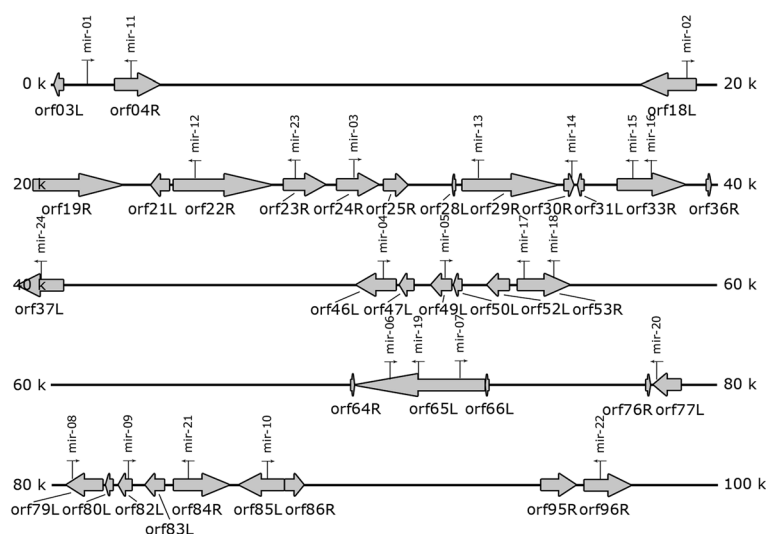 mir-01 mir-11 mir-02
0 k 20 k
orf03L orf04R orf18L
mir-12 mir-23 mir-03 mir-13 mir-14 mir-15 mir-16
20 k 40 k
orf19R orf21L orf22R orf23R orf24R orf25R orf28L orf29R orf30R orf31L orf33R orf36R
mir-24 mir-04 mir-05 mir-17 mir-18
40 k 60 k
orf37L orf46L orf47L orf49L orf50L orf52L orf53R
mir-06 mir-19 mir-07 mir-20
60 k 80 k
orf64R orf65L orf66L orf76R orf77L
mir-08 mir-09 mir-21 mir-10 mir-22
80 k 100 k
orf79L orf80L orf82L orf84R orf85L orf86R orf95R orf96R
orf83L